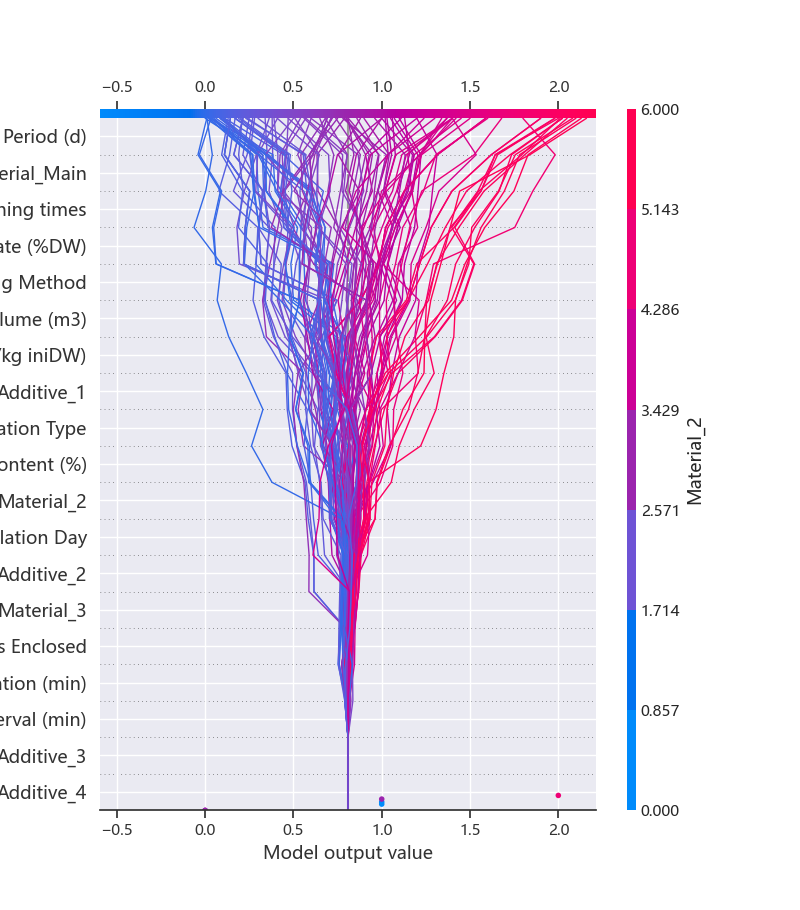 −0.5 0.0 0.5 1.0 1.5 2.0
Period (d)
erial_Main
ning times
ate (%DW)
g Method
lume (m3)
/kg iniDW)
Additive_1
ation Type
ontent (%)
Material_2
lation Day
Additive_2
Material_3
s Enclosed
ation (min)
erval (min)
Additive_3
Additive_4
−0.5 0.0 0.5 1.0 1.5 2.0
Model output value
6.000
5.143
4.286
3.429
2.571
1.714
0.857
0.000
Material_2